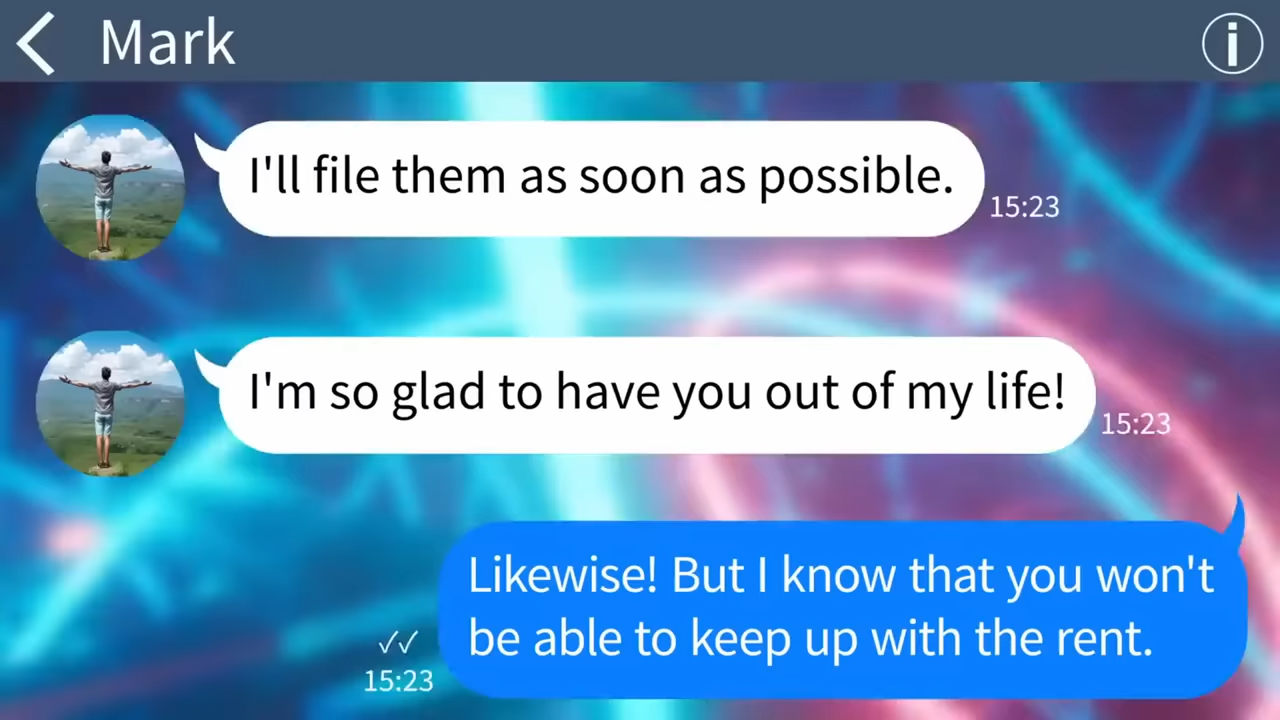 Mark
I'll file them as soon as possible.
15:23
I'm so glad to have you out of my life!
15:23
Likewise! But I know that you won't
be able to keep up with the rent.
15:23